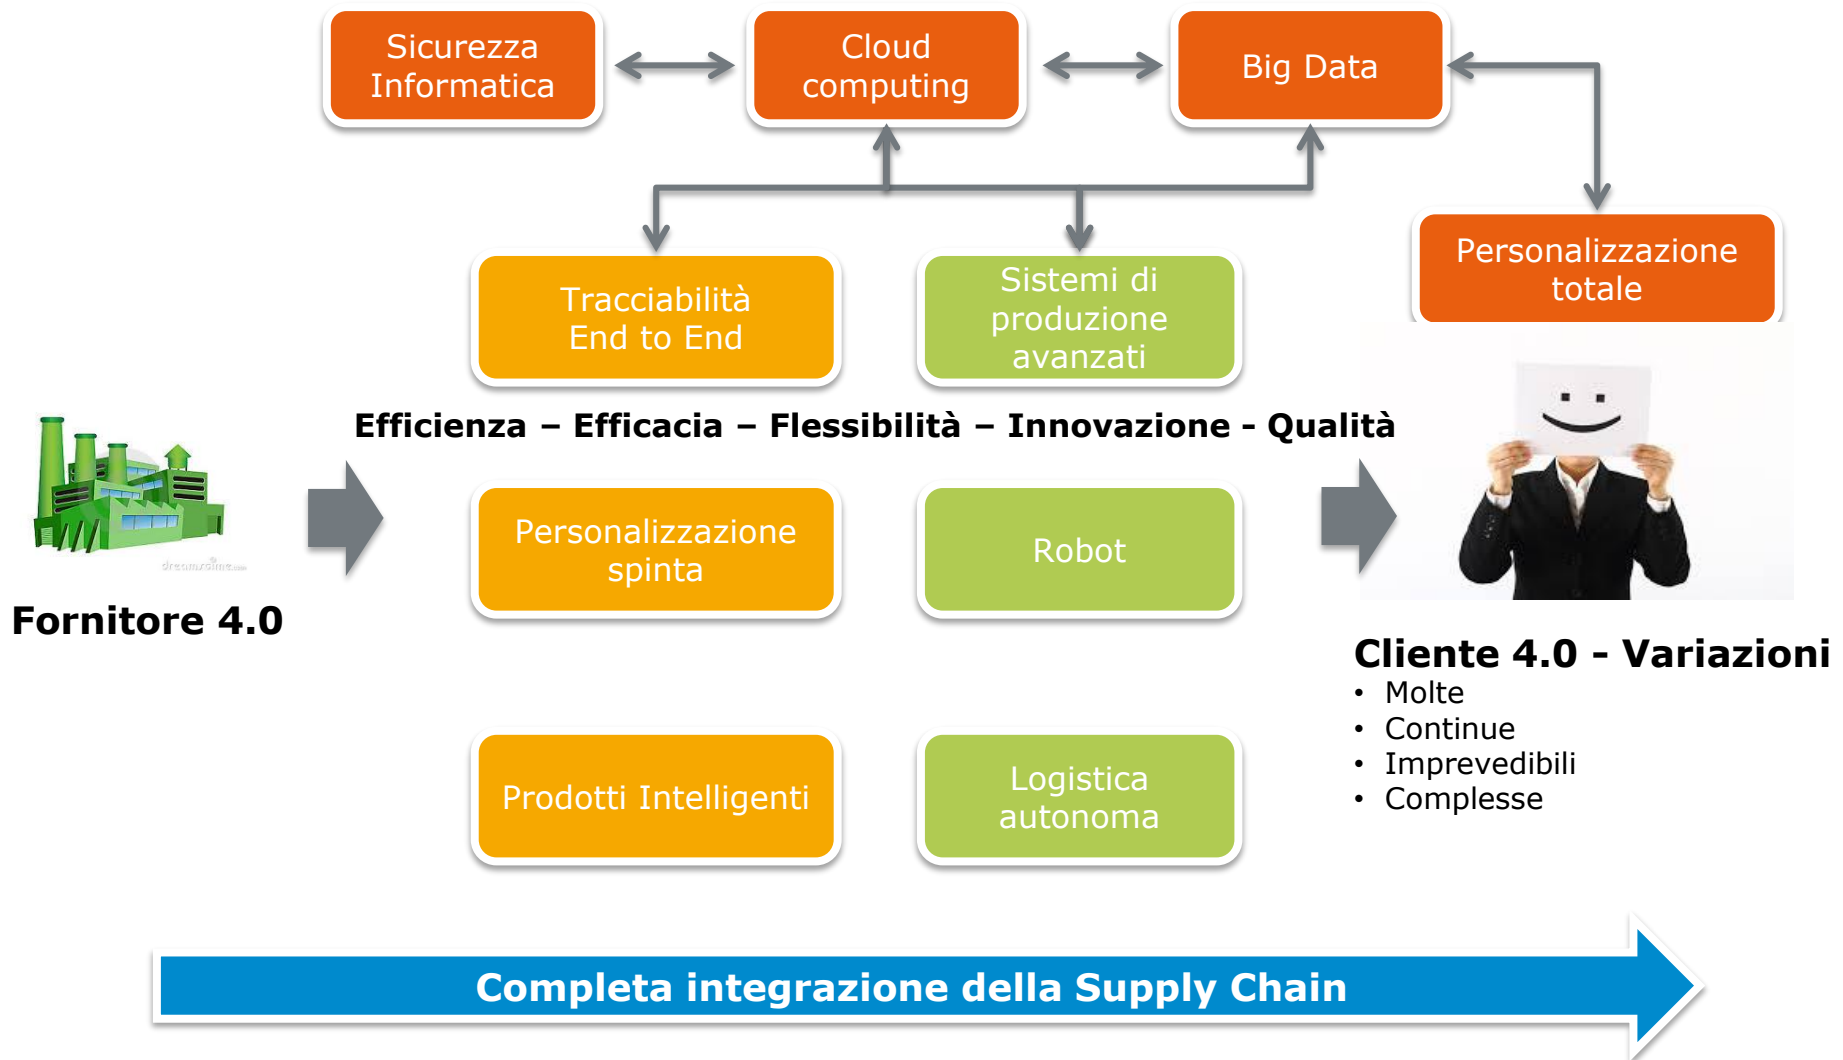 Sicurezza
Informatica
Cloud
computing
Big Data
Personalizzazione
totale
Tracciabilità
End to End
Sistemi di
produzione
avanzati
Efficienza – Efficacia – Flessibilità – Innovazione - Qualità
Personalizzazione
spinta
Robot
dreamstime.com
Fornitore 4.0
Cliente 4.0 - Variazioni
• Molte
• Continue
• Imprevedibili
• Complesse
Prodotti Intelligenti
Logistica
autonoma
Completa integrazione della Supply Chain